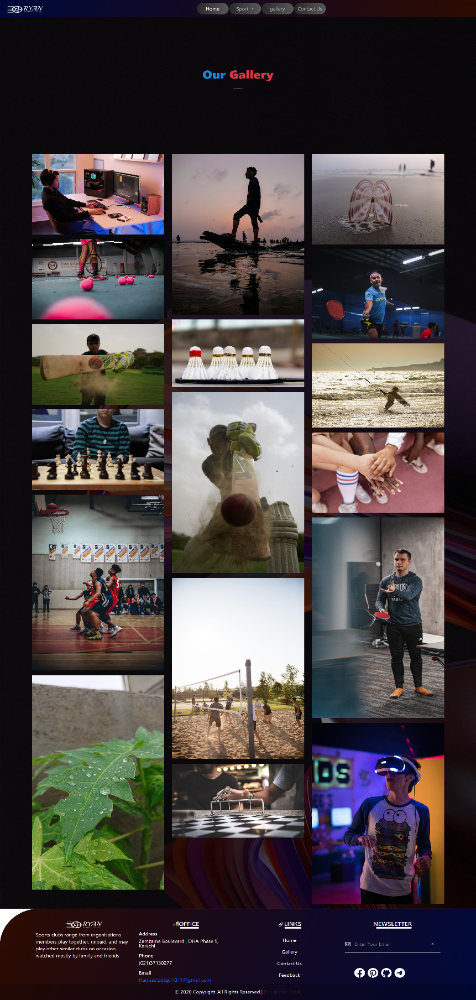 RYAN
Home
Sport
gallery
Contact Us
Our Gallery
RYAN
Sports clubs range from organisations
members play together, unpaid, and may
play other similar clubs on occasion,
watched mostly by family and friends
OFFICE
Address
Zamzama Boulevard , DHA Phase 5,
Karachi
Phone
(021)37130277
Email
Hamzasiddiqui1317@gmail.com
LINKS
Home
Gallery
Contact Us
Feedback
NEWSLETTER
Enter Your Email
© 2020 Copyright All Rights Reserved |